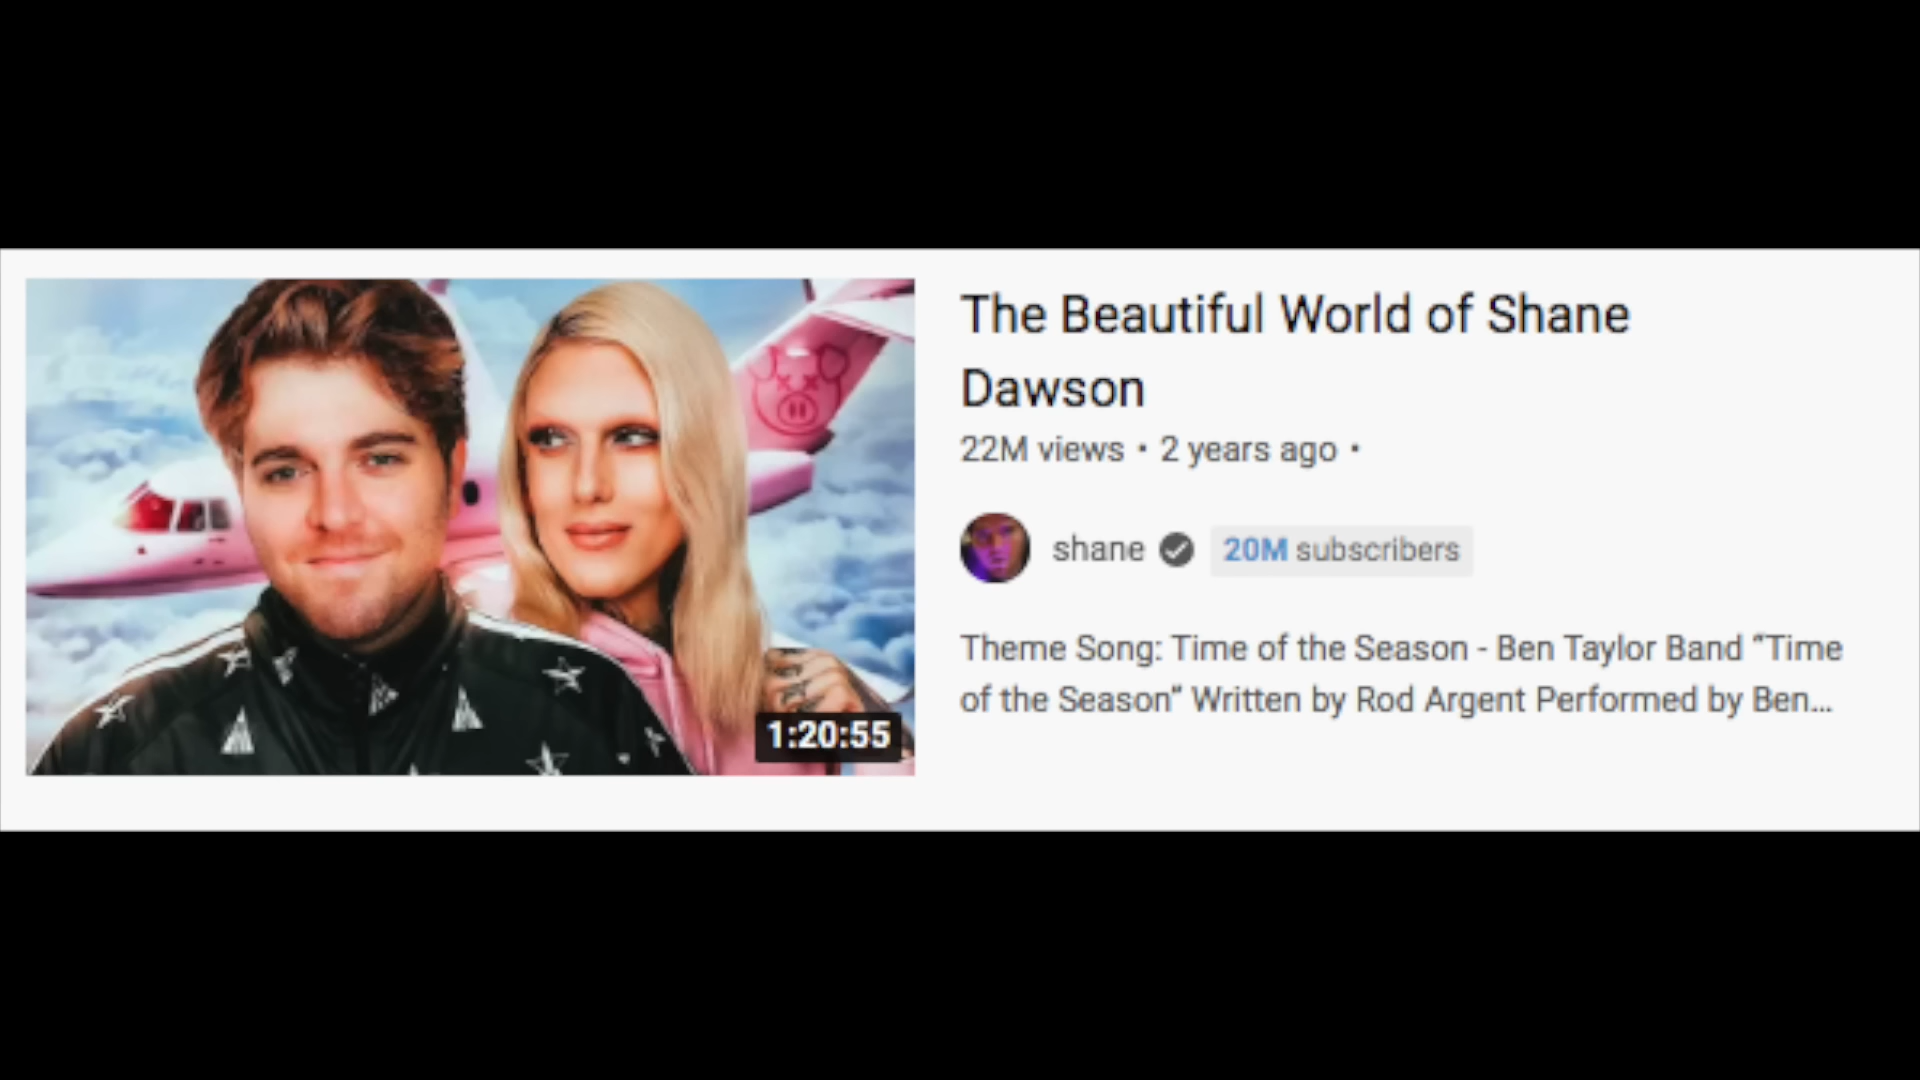 The Beautiful World of Shane
Dawson
22M views • 2 years ago •
shane
20M subscribers
Theme Song: Time of the Season - Ben Taylor Band “Time
of the Season” Written by Rod Argent Performed by Ben...
1:20:55